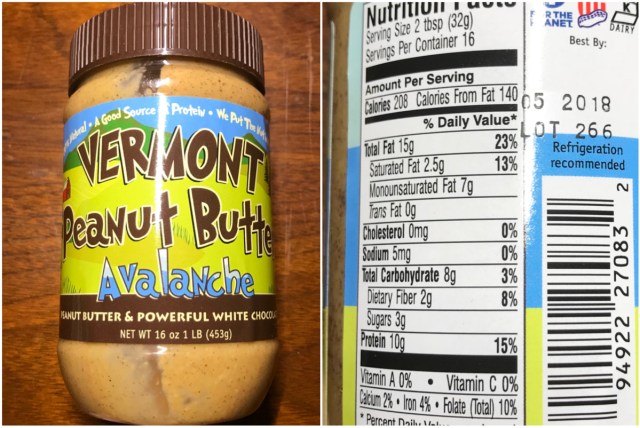 Natural • A Good Source of Protein • We Put The
VERMONT
Peanut Butte
Avalanche
PEANUT BUTTER & POWERFUL WHITE CHOCOL
NET WT 16 oz 1 LB (453g)
Nutrition Facts
Serving Size 2 tbsp (32g)
Servings Per Container 16
Amount Per Serving
Calories 208 Calories From Fat 140
% Daily Value*
Total Fat 15g 23%
Saturated Fat 2.5g 13%
Monounsaturated Fat 7g
Trans Fat 0g
Cholesterol 0mg 0%
Sodium 5mg 0%
Total Carbohydrate 8g 3%
Dietary Fiber 2g 8%
Sugars 3g
Protein 10g 15%
Vitamin A 0% • Vitamin C 0%
Calcium 2% • Iron 4% • Folate (Total) 10%
* Percent Daily
FOR THE
PLANET
K
DAIRY
Best By:
05 2018
LOT 266
Refrigeration
recommended
94922 27083 2